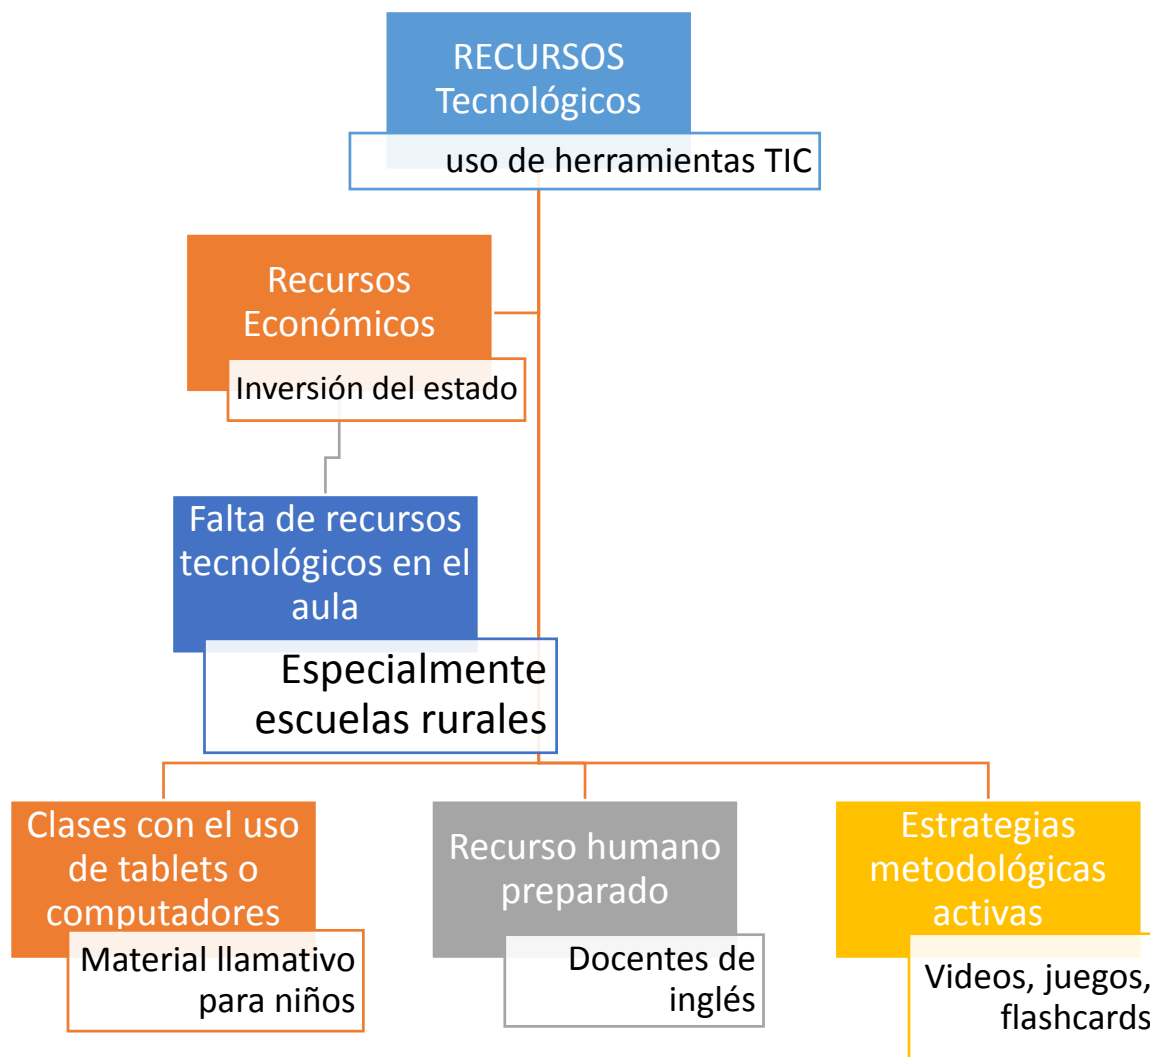 RECURSOS
Tecnológicos
uso de herramientas TIC
Recursos
Económicos
Inversión del estado
Falta de recursos
tecnológicos en el
aula
Especialmente
escuelas rurales
Clases con el uso
de tablets o
computadores
Material llamativo
para niños
Recurso humano
preparado
Docentes de
inglés
Estrategias
metodológicas
activas
Videos, juegos,
flashcards